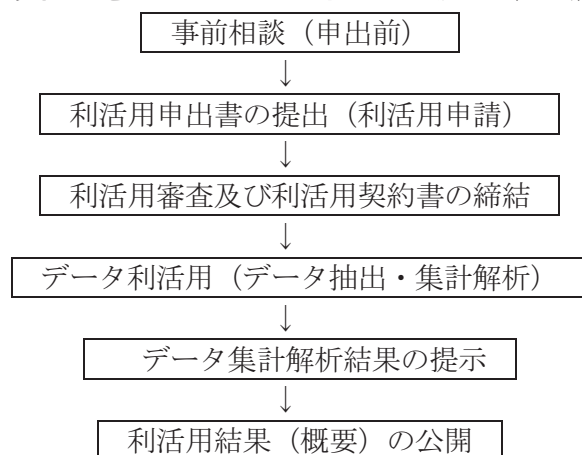 事前相談（申出前）
↓
利活用申出書の提出（利活用申請）
↓
利活用審査及び利活用契約書の締結
↓
データ利活用（データ抽出・集計解析）
↓
データ集計解析結果の提示
↓
利活用結果（概要）の公開